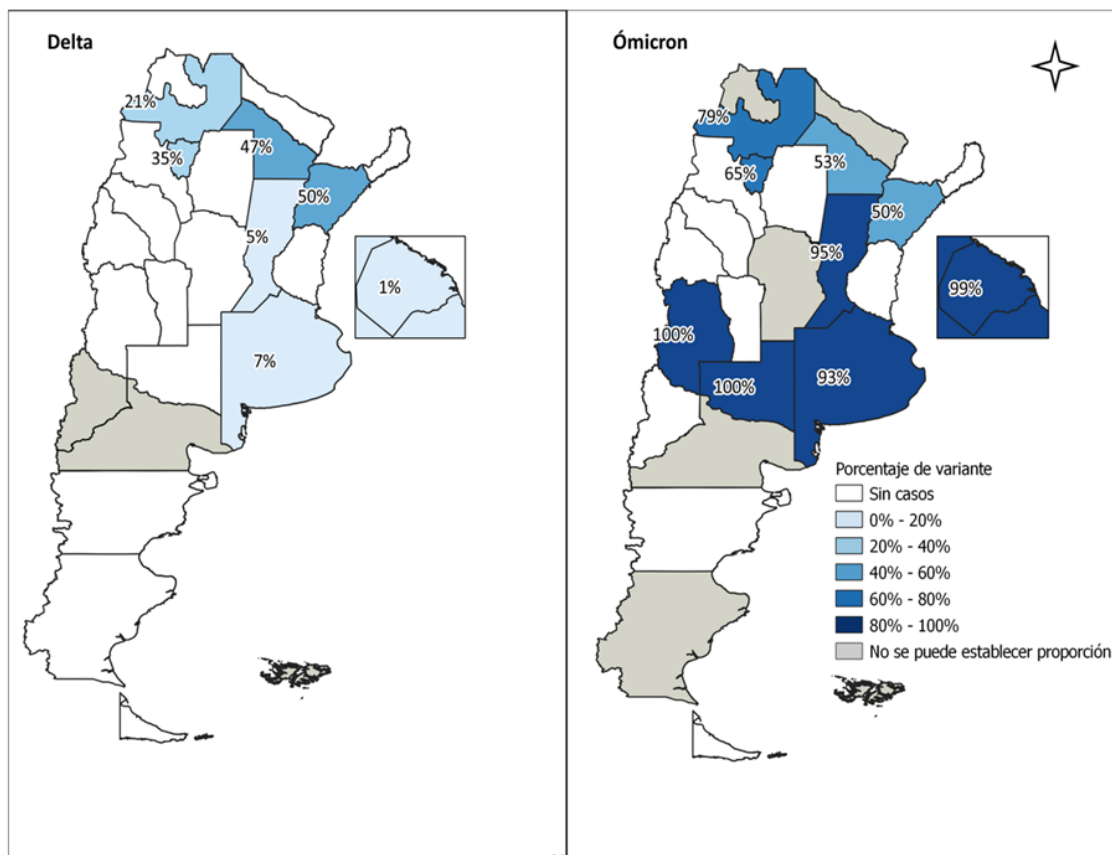 Delta
21%
35%
47%
50%
5%
1%
7%
Ómicron
79%
65%
53%
50%
95%
99%
100%
100%
93%
Porcentaje de variante
Sin casos
0% - 20%
20% - 40%
40% - 60%
60% - 80%
80% - 100%
No se puede establecer proporción